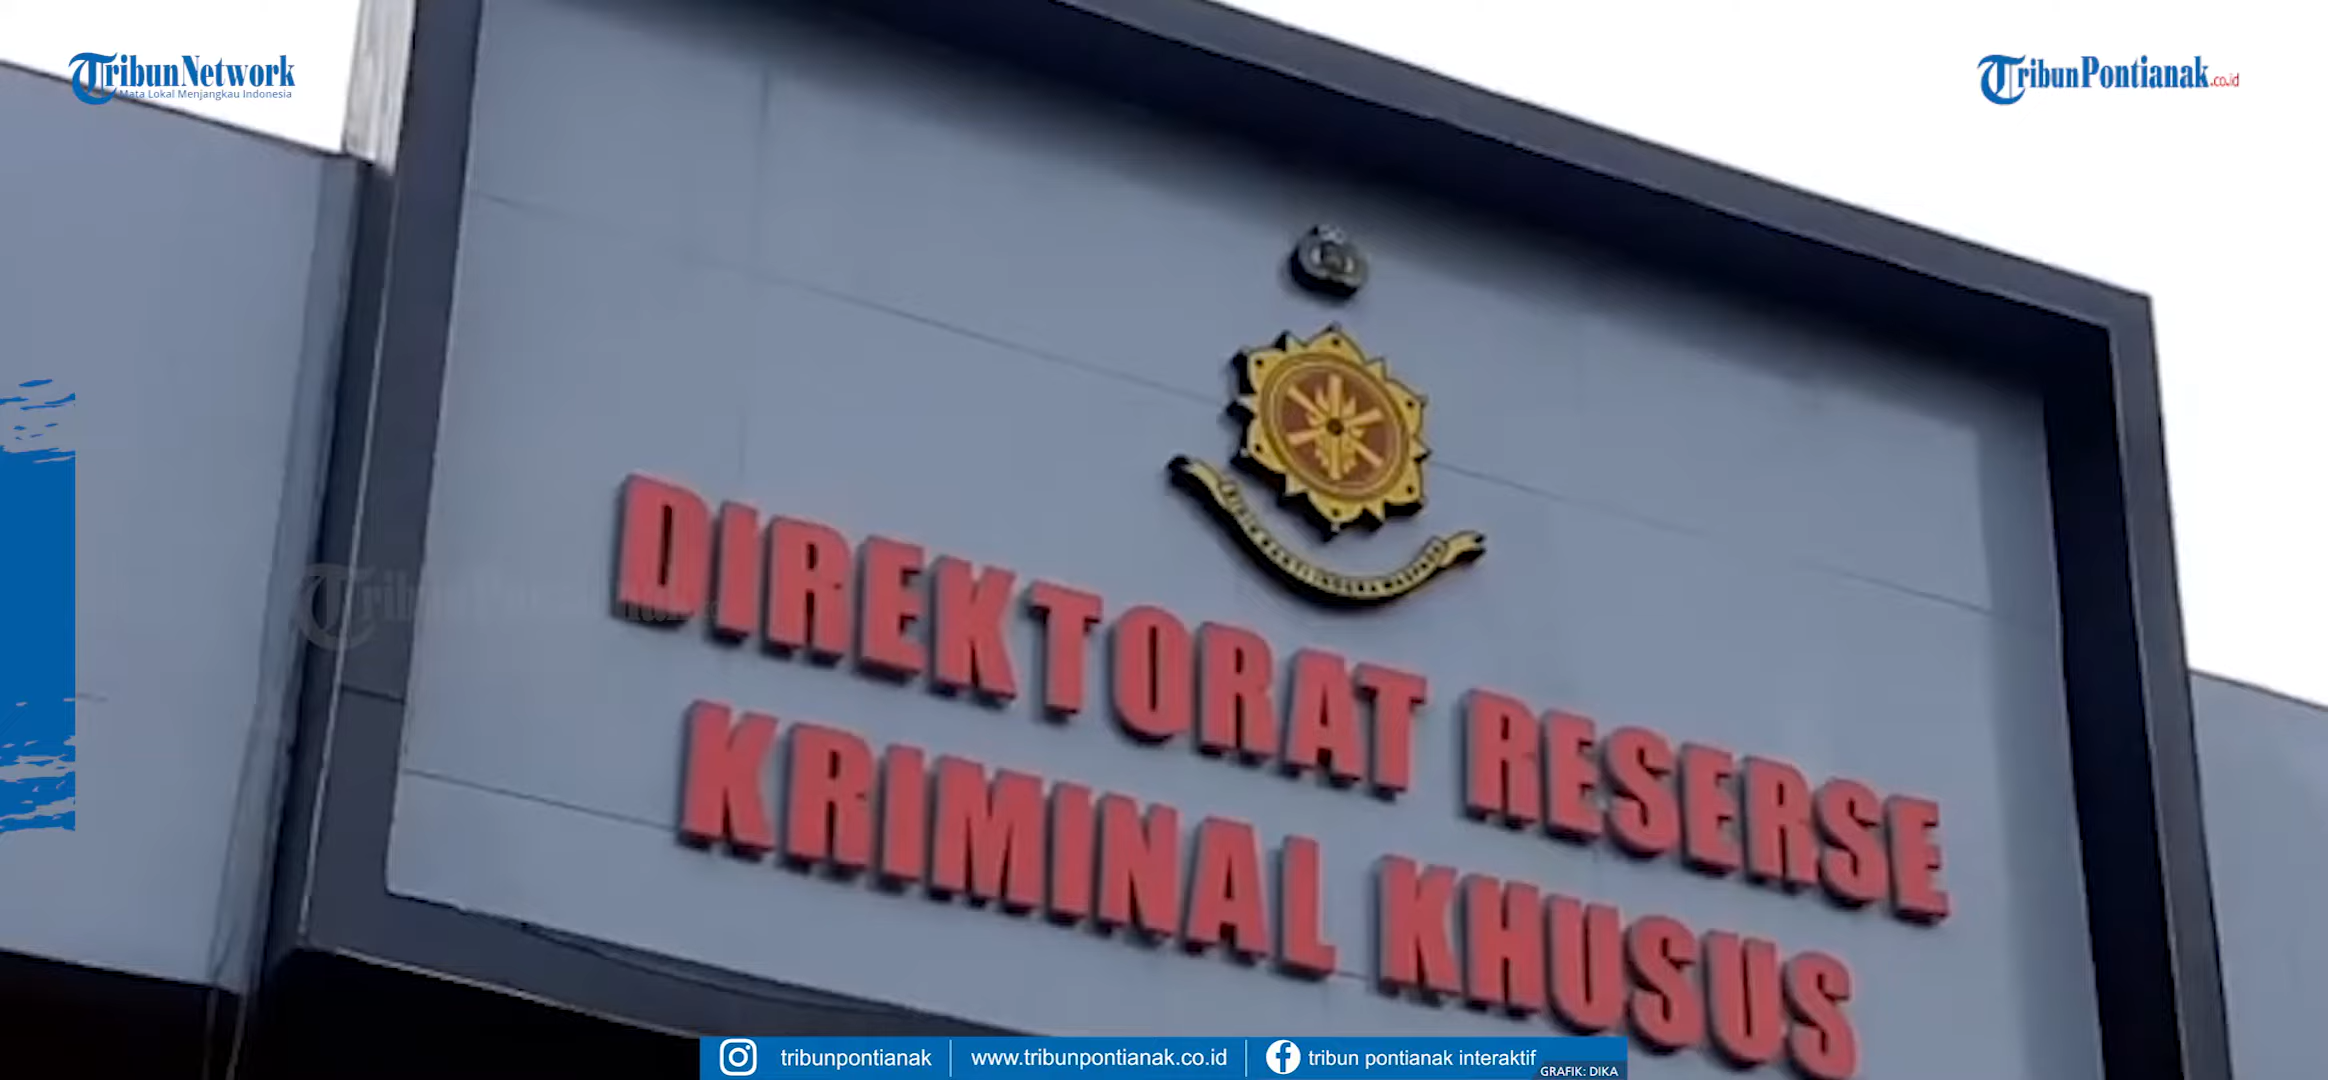 TribunNetwork
Mata Lokal Menjangkau Indonesia
TribunPontianak.co.id
DIREKTORAT RESERSE
KRIMINAL KHUSUS
tribunpontianak
www.tribunpontianak.co.id
tribun pontianak interaktif
GRAFIK: DIKA